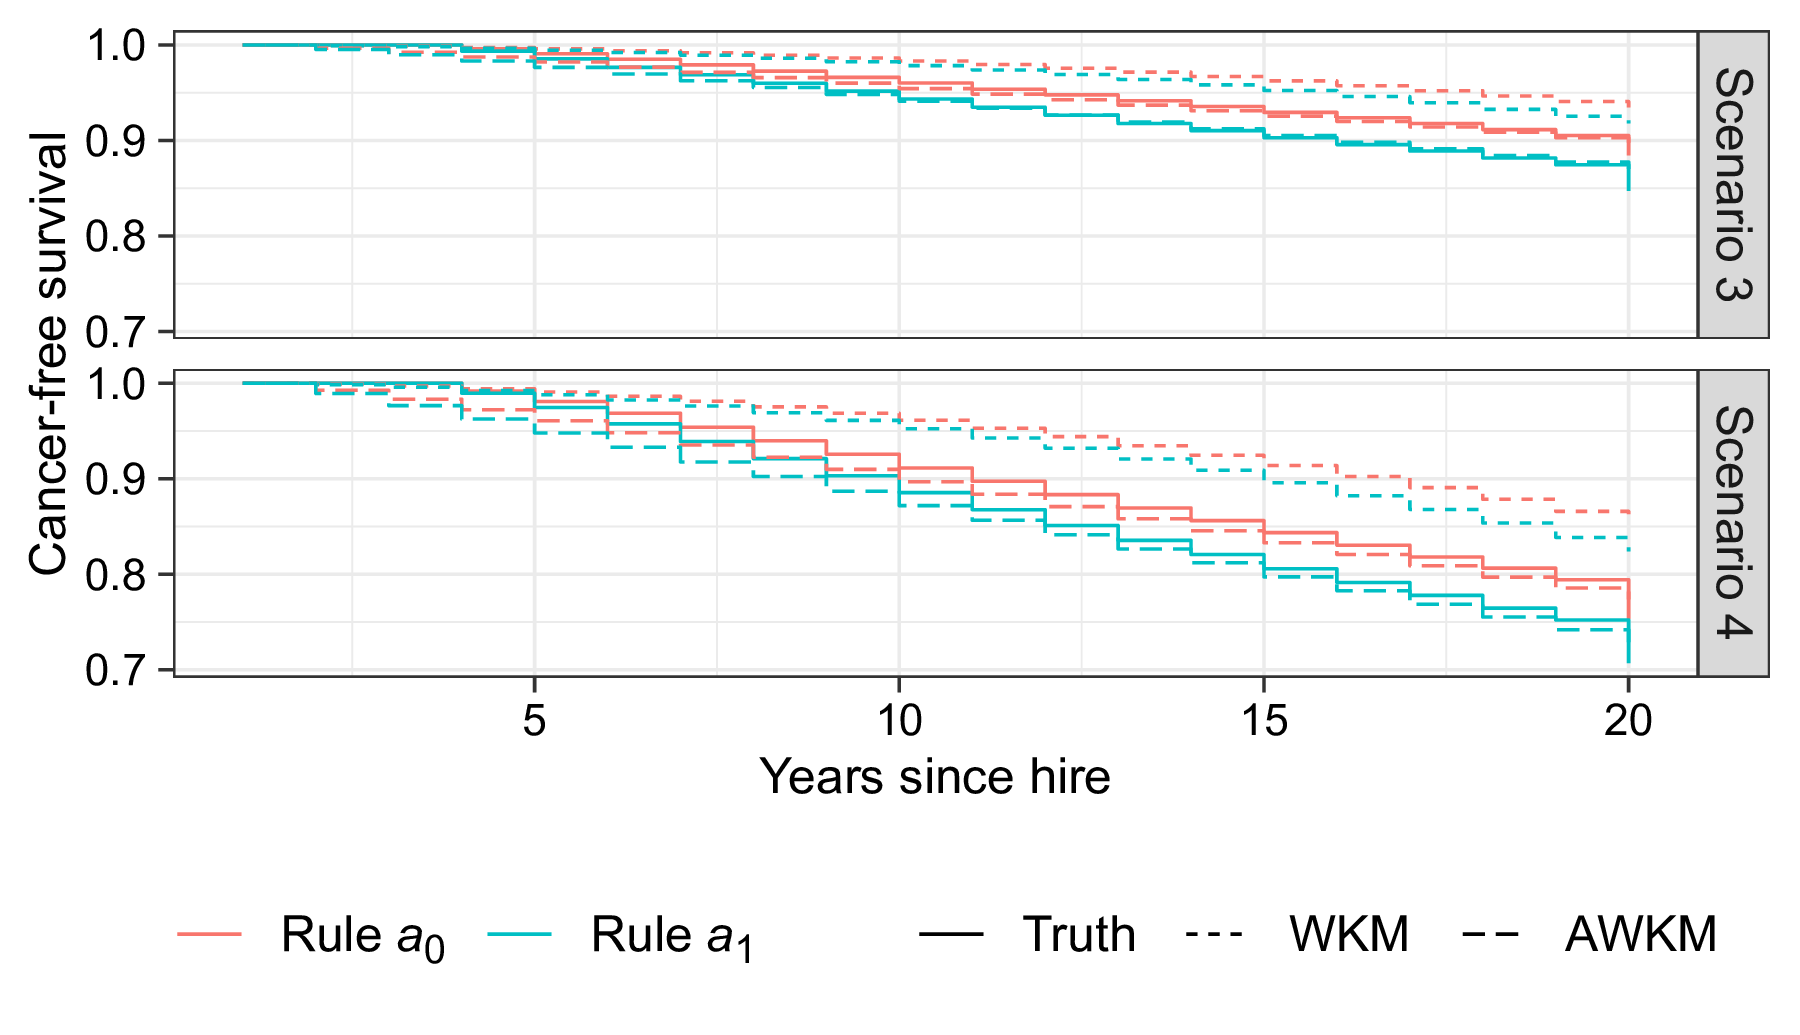 Cancer-free survival
1.0
0.9
0.8
0.7
Scenario 3
1.0
0.9
0.8
0.7
Scenario 4
5 10 15 20
Years since hire
Rule a0 Rule a1 Truth WKM AWKM